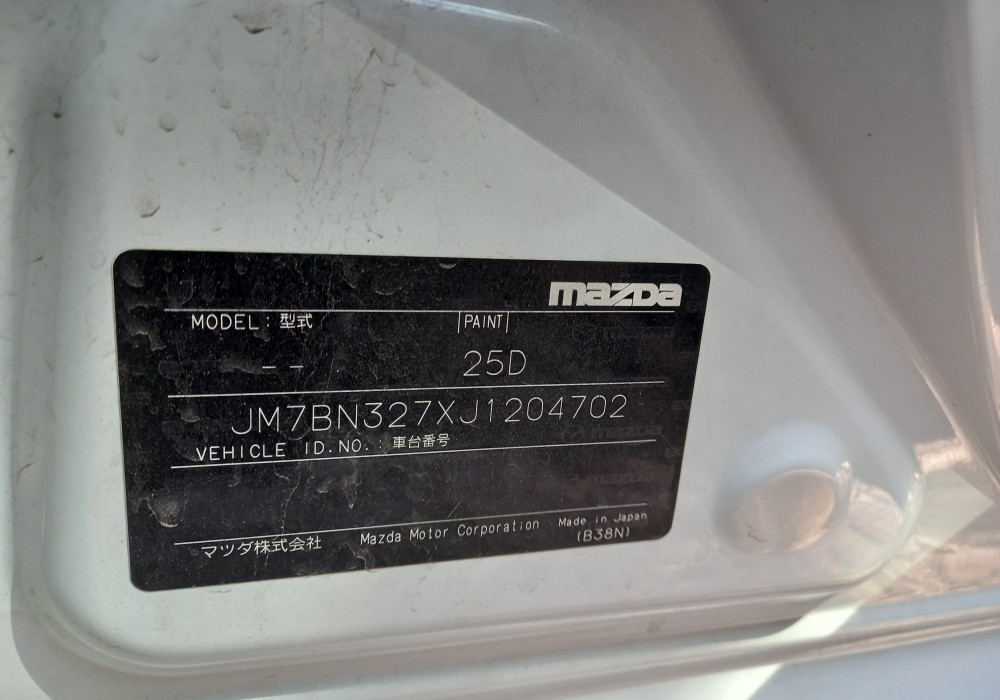 mazda
MODEL : 型式 |PAINT|
-- 25D
JM7BN327XJ1204702
VEHICLE ID.NO. : 車台番号
マツダ株式会社 Mazda Motor Corporation Made in Japan
(B38N)